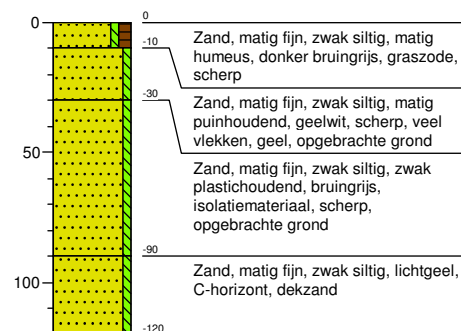 0
0
Zand, matig fijn, zwak siltig, matig
humeus, donker bruingrijs, graszode,
scherp
-10
-30
Zand, matig fijn, zwak siltig, matig
puinhoudend, geelwit, scherp, veel
vlekken, geel, opgebrachte grond
50
Zand, matig fijn, zwak siltig, zwak
plastichoudend, bruingrijs,
isolatiemateriaal, scherp,
opgebrachte grond
-90
Zand, matig fijn, zwak siltig, lichtgeel,
C-horizont, dekzand
100
-120